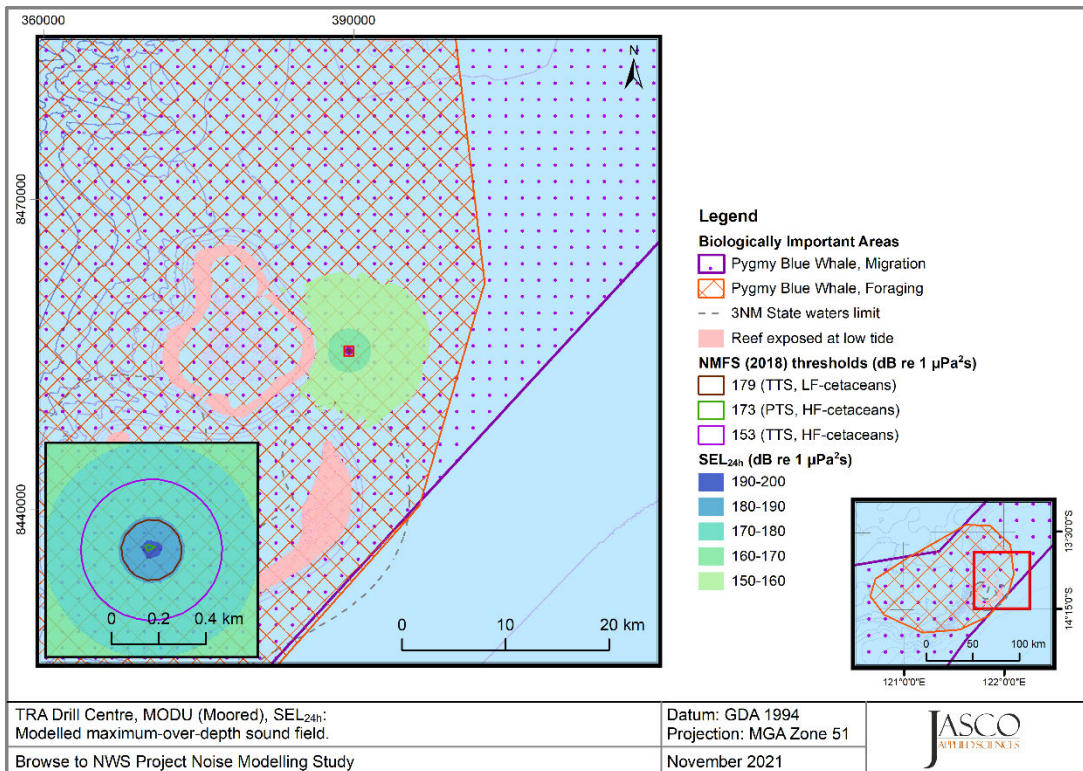 360000
390000
N
8470000
8440000
0 0.2 0.4 km
0 10 20 km
Legend
Biologically Important Areas
Pygmy Blue Whale, Migration
Pygmy Blue Whale, Foraging
3NM State waters limit
Reef exposed at low tide
NMFS (2018) thresholds (dB re 1 µPa²s)
179 (TTS, LF-cetaceans)
173 (PTS, HF-cetaceans)
153 (TTS, HF-cetaceans)
SEL24h (dB re 1 µPa²s)
190-200
180-190
170-180
160-170
150-160
13°30'S
14°15'S
0 50 100 km
121°0'0"E 122°0'0"E
TRA Drill Centre, MODU (Moored), SEL24h:
Modelled maximum-over-depth sound field.
Browse to NWS Project Noise Modelling Study
Datum: GDA 1994
Projection: MGA Zone 51
November 2021
JASCO
APPLIED SCIENCES